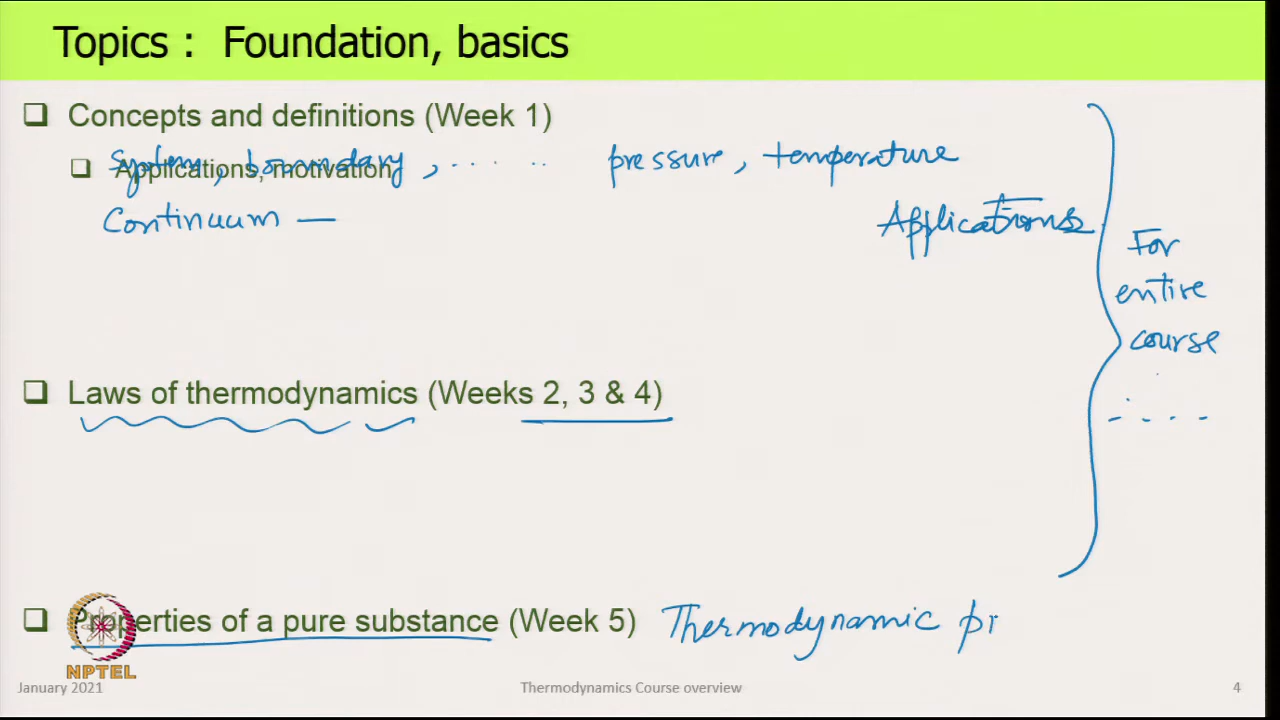 Topics : Foundation, basics
Concepts and definitions (Week 1)
System, boundary, ..... .. pressure, temperature
Applications, motivation
Continuum — Applications
For
entire
course
.....
Laws of thermodynamics (Weeks 2, 3 & 4)
Properties of a pure substance (Week 5) Thermodynamic pr
NPTEL
January 2021 Thermodynamics Course overview 4